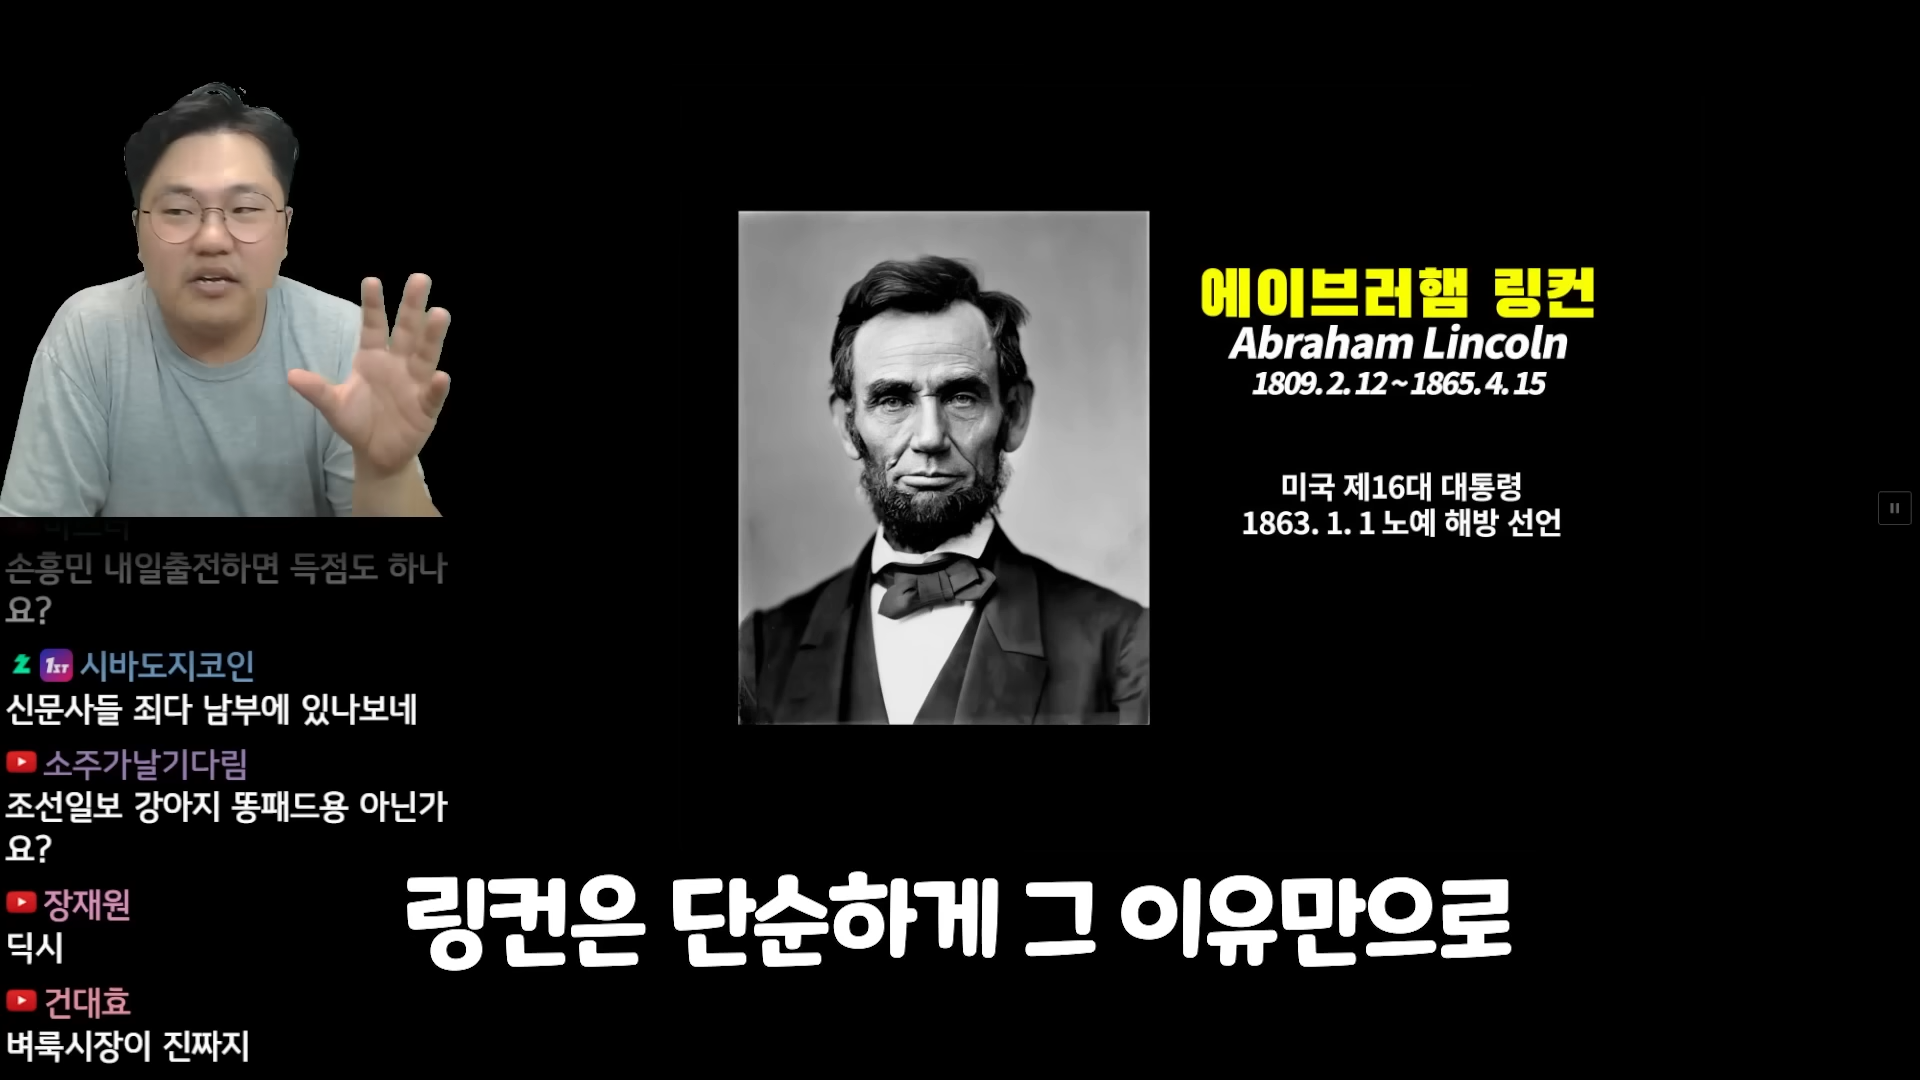 손흥민 내일출전하면 득점도 하나
요?
1ST 시바도지코인
신문사들 죄다 남부에 있나보네
소주가날기다림
조선일보 강아지 똥패드용 아닌가
요?
장재원
딕시
건대효
벼룩시장이 진짜지
에이브러햄 링컨
Abraham Lincoln
1809. 2. 12 ~ 1865. 4. 15
미국 제16대 대통령
1863. 1. 1 노예 해방 선언
링컨은 단순하게 그 이유만으로